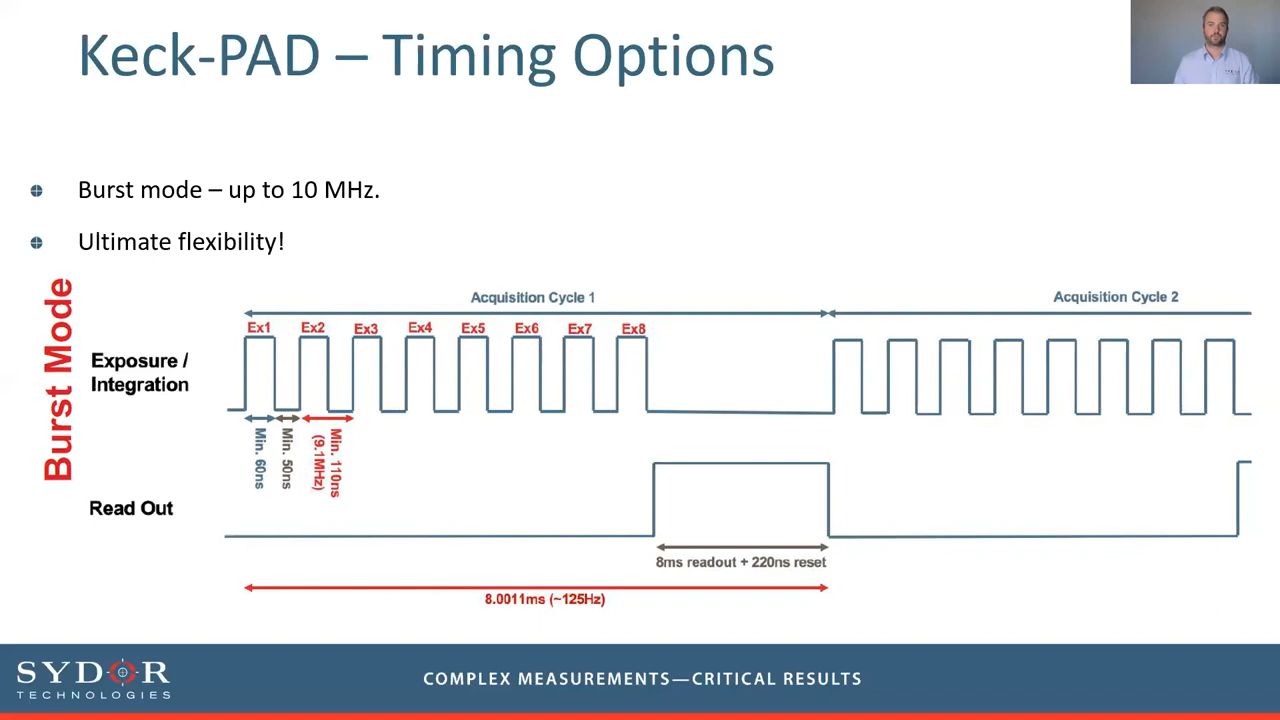 Keck-PAD – Timing Options
Burst mode – up to 10 MHz.
Ultimate flexibility!
Burst Mode
Acquisition Cycle 1
Acquisition Cycle 2
Ex1 Ex2 Ex3 Ex4 Ex5 Ex6 Ex7 Ex8
Exposure /
Integration
Min. 60ns
Min. 50ns
Min. 110ns
(9.1MHz)
Read Out
8ms readout + 220ns reset
8.0011ms (~125Hz)
SYDOR
TECHNOLOGIES
COMPLEX MEASUREMENTS—CRITICAL RESULTS